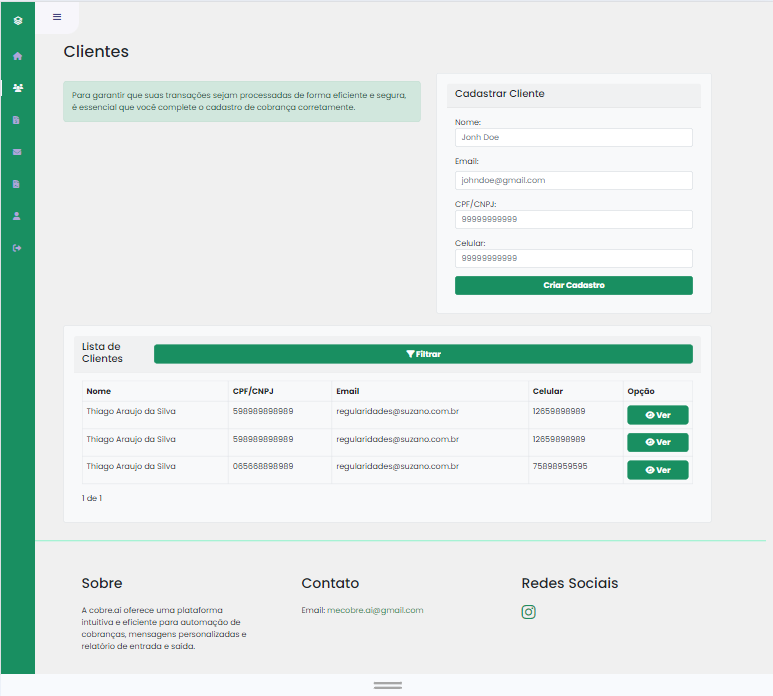 Clientes
Para garantir que suas transações sejam processadas de forma eficiente e segura,
é essencial que você complete o cadastro de cobrança corretamente.
Cadastrar Cliente
Nome:
Jonh Doe
Email:
johndoe@gmail.com
CPF/CNPJ:
99999999999
Celular:
99999999999
Criar Cadastro
Lista de
Clientes
Filtrar
Nome CPF/CNPJ Email Celular Opção
Thiago Araujo da Silva 598989898989 regularidades@suzano.com.br 12659898989 Ver
Thiago Araujo da Silva 598989898989 regularidades@suzano.com.br 12659898989 Ver
Thiago Araujo da Silva 065668898989 regularidades@suzano.com.br 75898959595 Ver
1 de 1
Sobre
A cobre.ai oferece uma plataforma
intuitiva e eficiente para automação de
cobranças, mensagens personalizadas e
relatório de entrada e saída.
Contato
Email: mecobre.ai@gmail.com
Redes Sociais